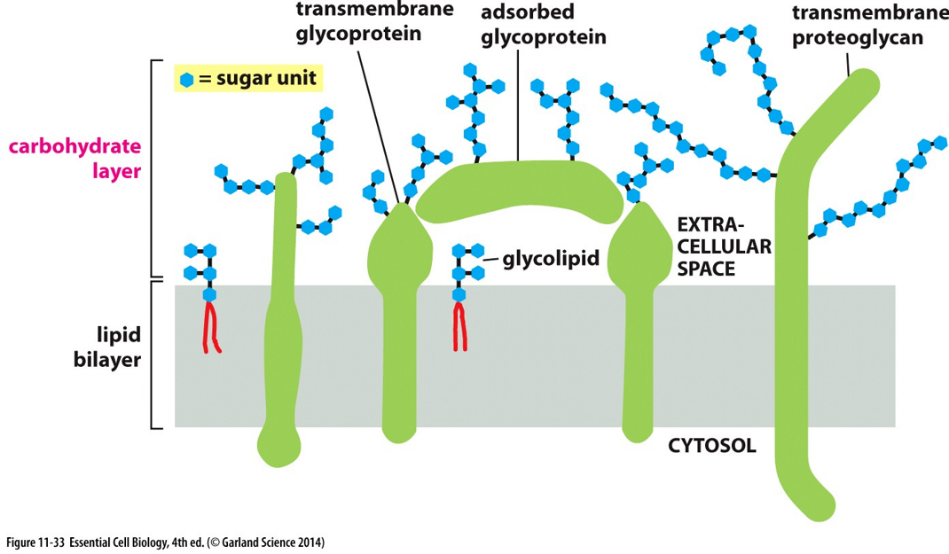 transmembrane
glycoprotein
adsorbed
glycoprotein
transmembrane
proteoglycan
= sugar unit
carbohydrate
layer
EXTRA-
CELLULAR
SPACE
glycolipid
lipid
bilayer
CYTOSOL
Figure 11-33 Essential Cell Biology, 4th ed. (© Garland Science 2014)